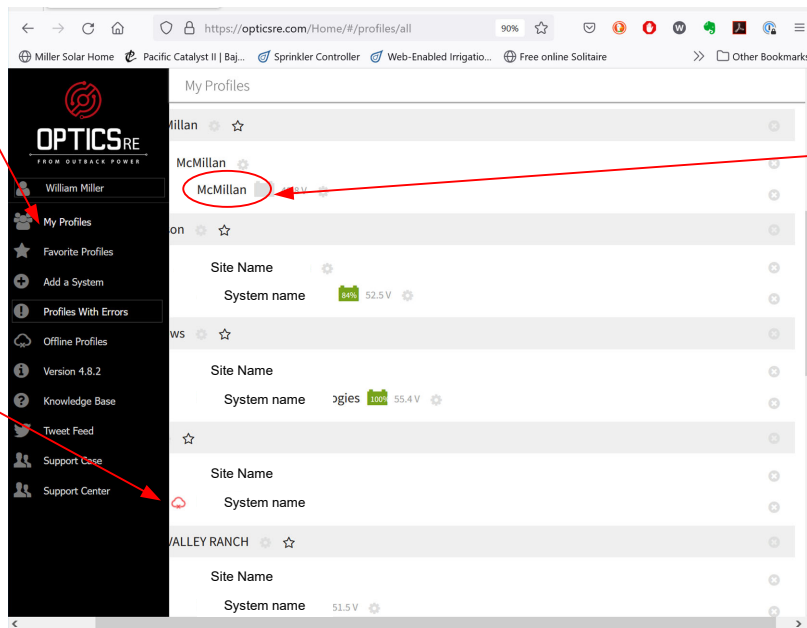 https://opticsre.com/Home/#/profiles/all
90%
Miller Solar Home
Pacific Catalyst II | Baj...
Sprinkler Controller
Web-Enabled Irrigatio...
Free online Solitaire
Other Bookmarks
OPTICS RE
FROM OUTBACK POWER
William Miller
My Profiles
Favorite Profiles
Add a System
Profiles With Errors
Offline Profiles
Version 4.8.2
Knowledge Base
Tweet Feed
Support Case
Support Center
My Profiles
Millan
McMillan
McMillan
son
Site Name
System name 84% 52.5 V
ws
Site Name
System name ogies 100% 55.4 V
Site Name
System name
VALLEY RANCH
Site Name
System name 51.5 V